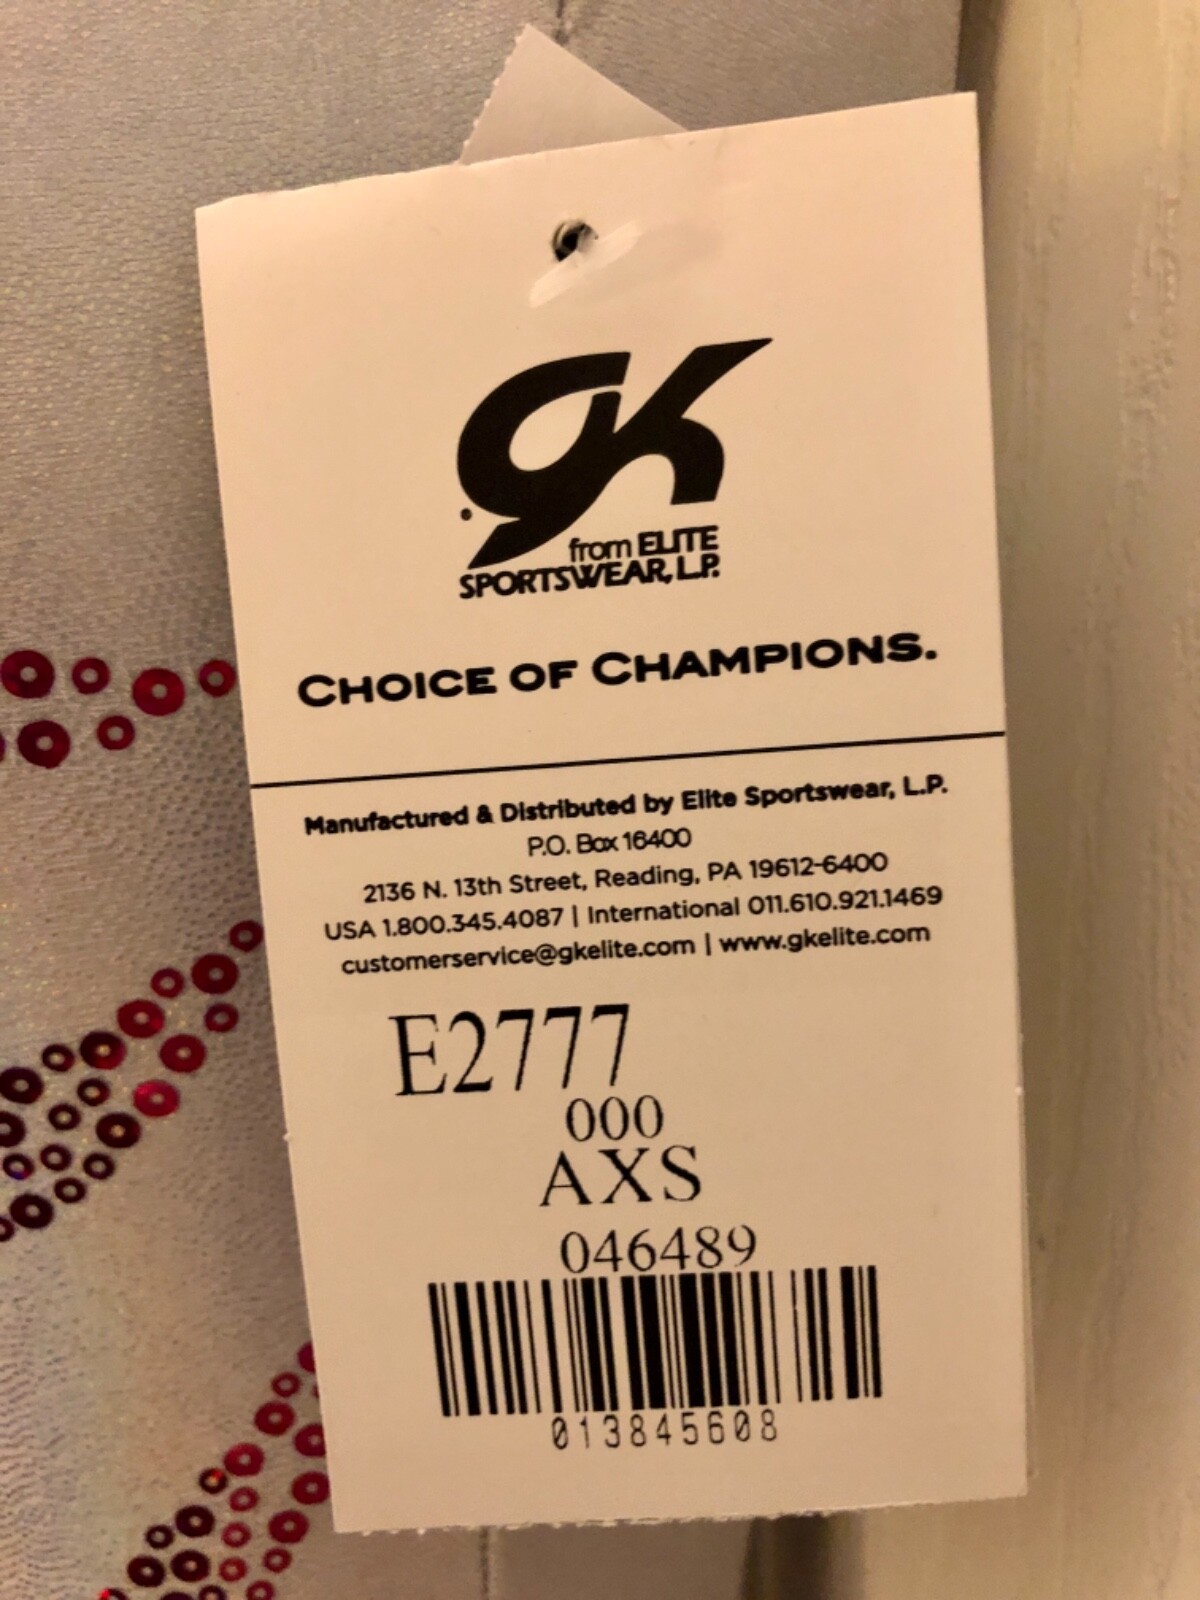 GK
from ELITE
SPORTSWEAR, L.P.
CHOICE OF CHAMPIONS.
Manufactured & Distributed by Elite Sportswear, L.P.
P.O. Box 16400
2136 N. 13th Street, Reading, PA 19612-6400
USA 1.800.345.4087 | International 011.610.921.1469
customerservice@gkelite.com | www.gkelite.com
E2777
000
AXS
046489
013845608